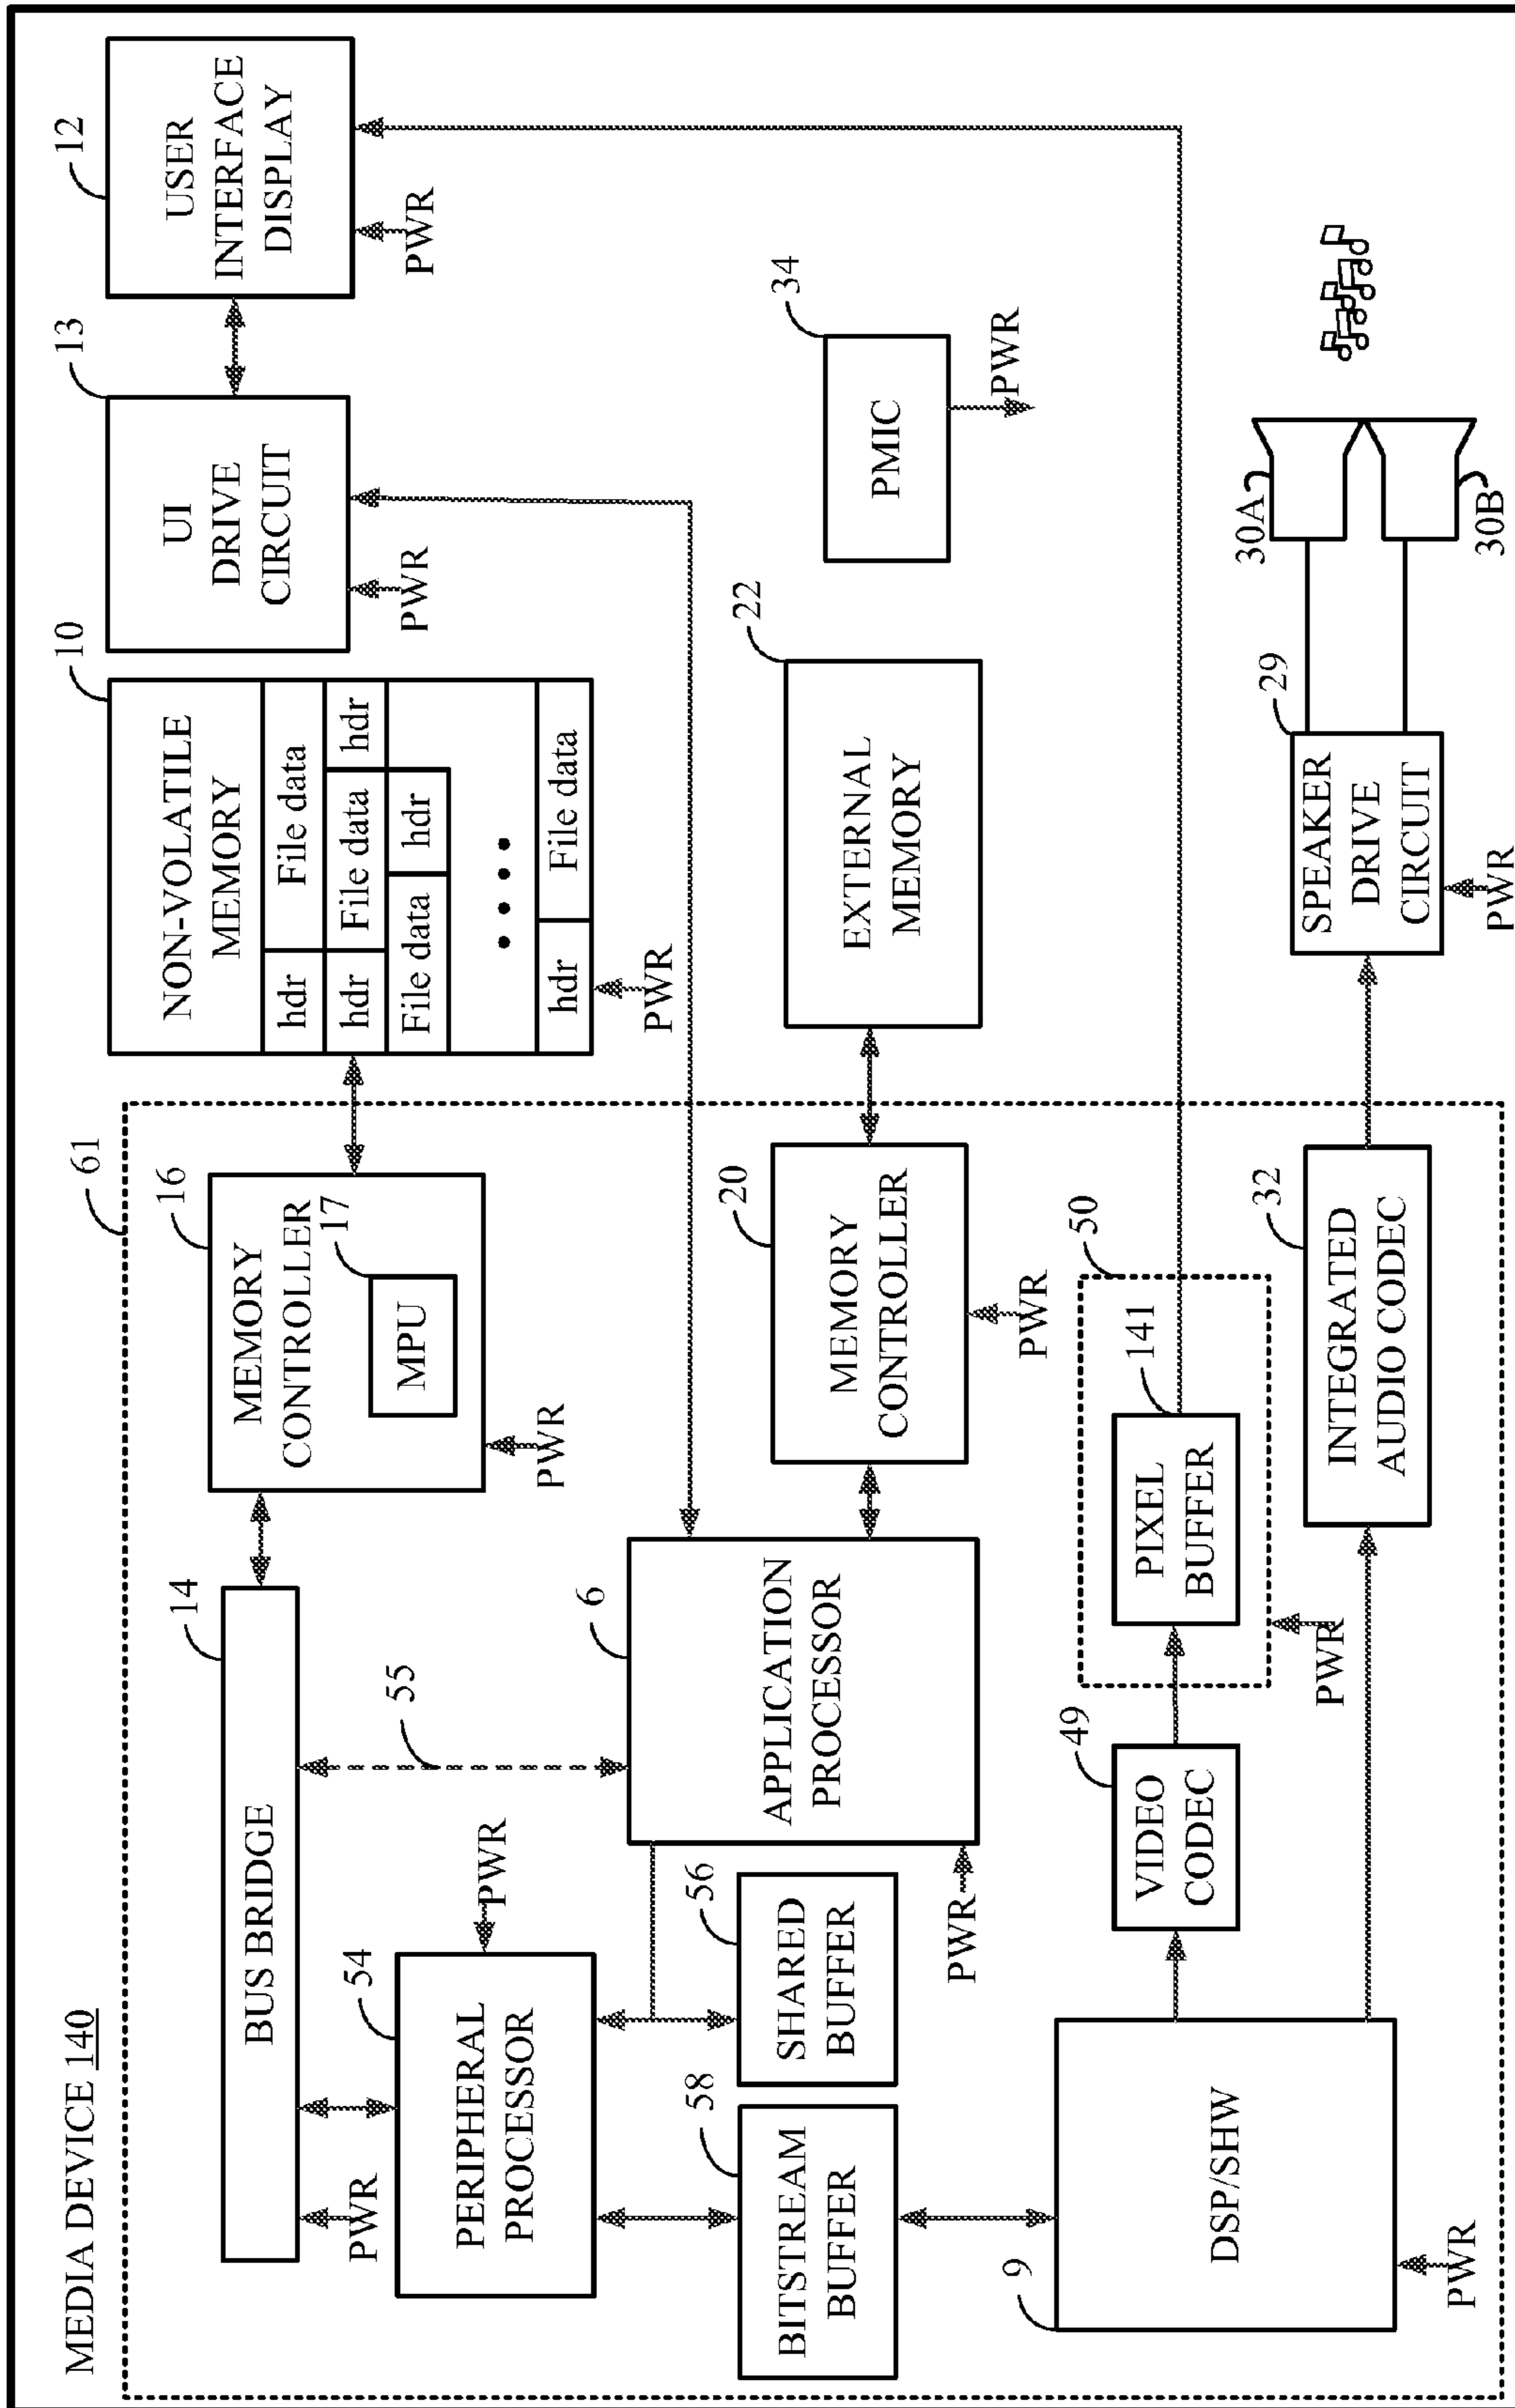 MEDIA DEVICE 140
61
14
BUS BRIDGE
PWR
16
MEMORY
CONTROLLER
17
MPU
PWR
10
NON-VOLATILE
MEMORY
hdr
File data
hdr
File data
hdr
File data
hdr
hdr
File data
PWR
13
UI
DRIVE
CIRCUIT
PWR
12
USER
INTERFACE
DISPLAY
PWR
54
PERIPHERAL
PROCESSOR
PWR
55
6
APPLICATION
PROCESSOR
PWR
58
BITSTREAM
BUFFER
56
SHARED
BUFFER
20
MEMORY
CONTROLLER
PWR
22
EXTERNAL
MEMORY
34
PMIC
PWR
9
DSP/SHW
PWR
49
VIDEO
CODEC
50
141
PIXEL
BUFFER
PWR
32
INTEGRATED
AUDIO CODEC
29
SPEAKER
DRIVE
CIRCUIT
PWR
30A
30B